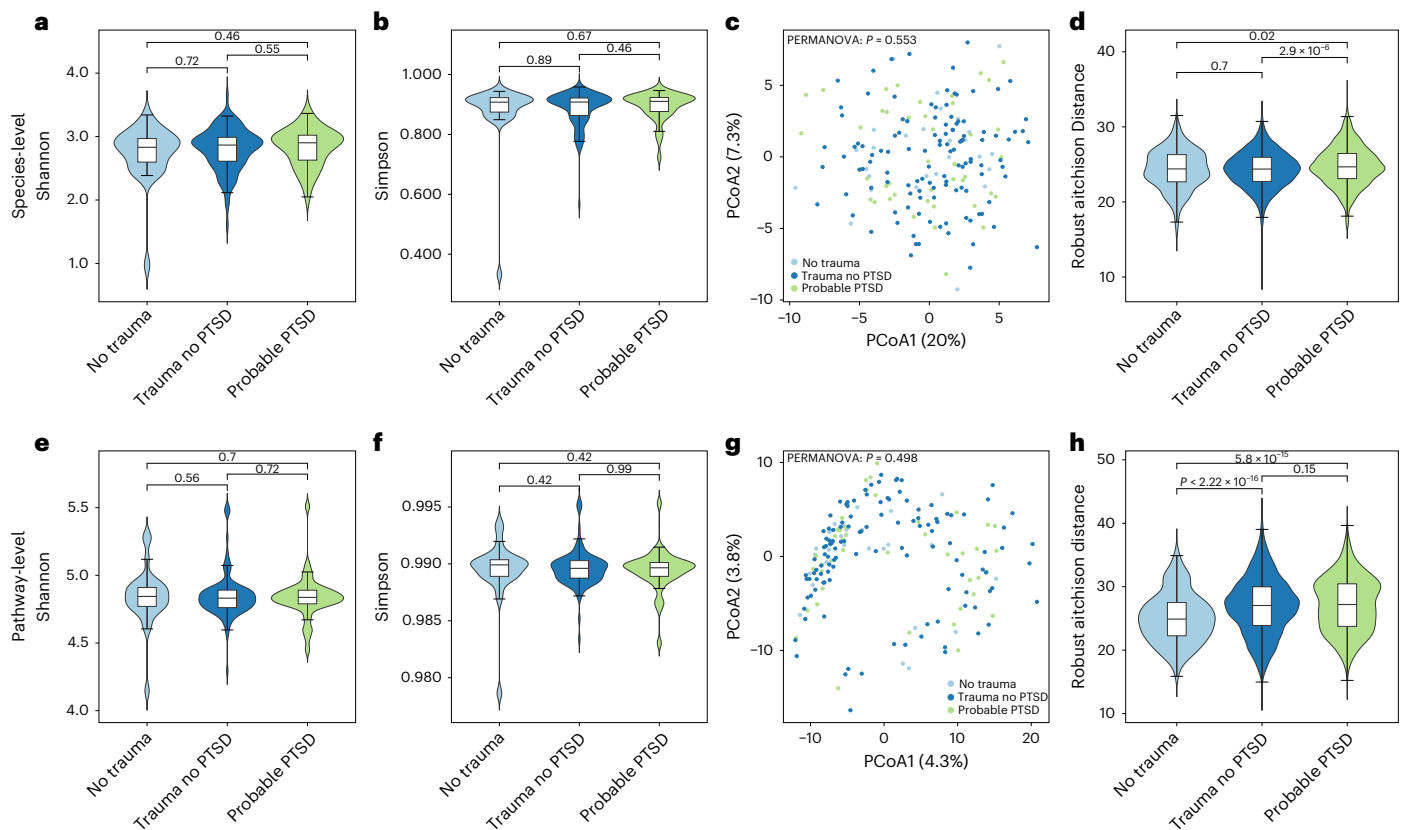 a
0.46
0.55
0.72
4.0
3.0
2.0
1.0
Species-level
Shannon
No trauma
Trauma no PTSD
Probable PTSD
b
0.67
0.46
0.89
1.000
0.800
0.600
0.400
Simpson
No trauma
Trauma no PTSD
Probable PTSD
c
PERMANOVA: P = 0.553
5
0
−5
−10
PCoA2 (7.3%)
No trauma
Trauma no PTSD
Probable PTSD
−10
−5
0
5
PCoA1 (20%)
d
0.02
2.9 × 10⁻⁶
0.7
40
30
20
10
Robust aitchison Distance
No trauma
Trauma no PTSD
Probable PTSD
e
0.7
0.72
0.56
5.5
5.0
4.5
4.0
Pathway-level
Shannon
No trauma
Trauma no PTSD
Probable PTSD
f
0.42
0.99
0.42
0.995
0.990
0.985
0.980
Simpson
No trauma
Trauma no PTSD
Probable PTSD
g
PERMANOVA: P = 0.498
10
0
−10
PCoA2 (3.8%)
No trauma
Trauma no PTSD
Probable PTSD
−10
0
10
20
PCoA1 (4.3%)
h
5.8 × 10⁻¹⁵
0.15
P < 2.22 × 10⁻¹⁶
50
40
30
20
10
Robust aitchison distance
No trauma
Trauma no PTSD
Probable PTSD